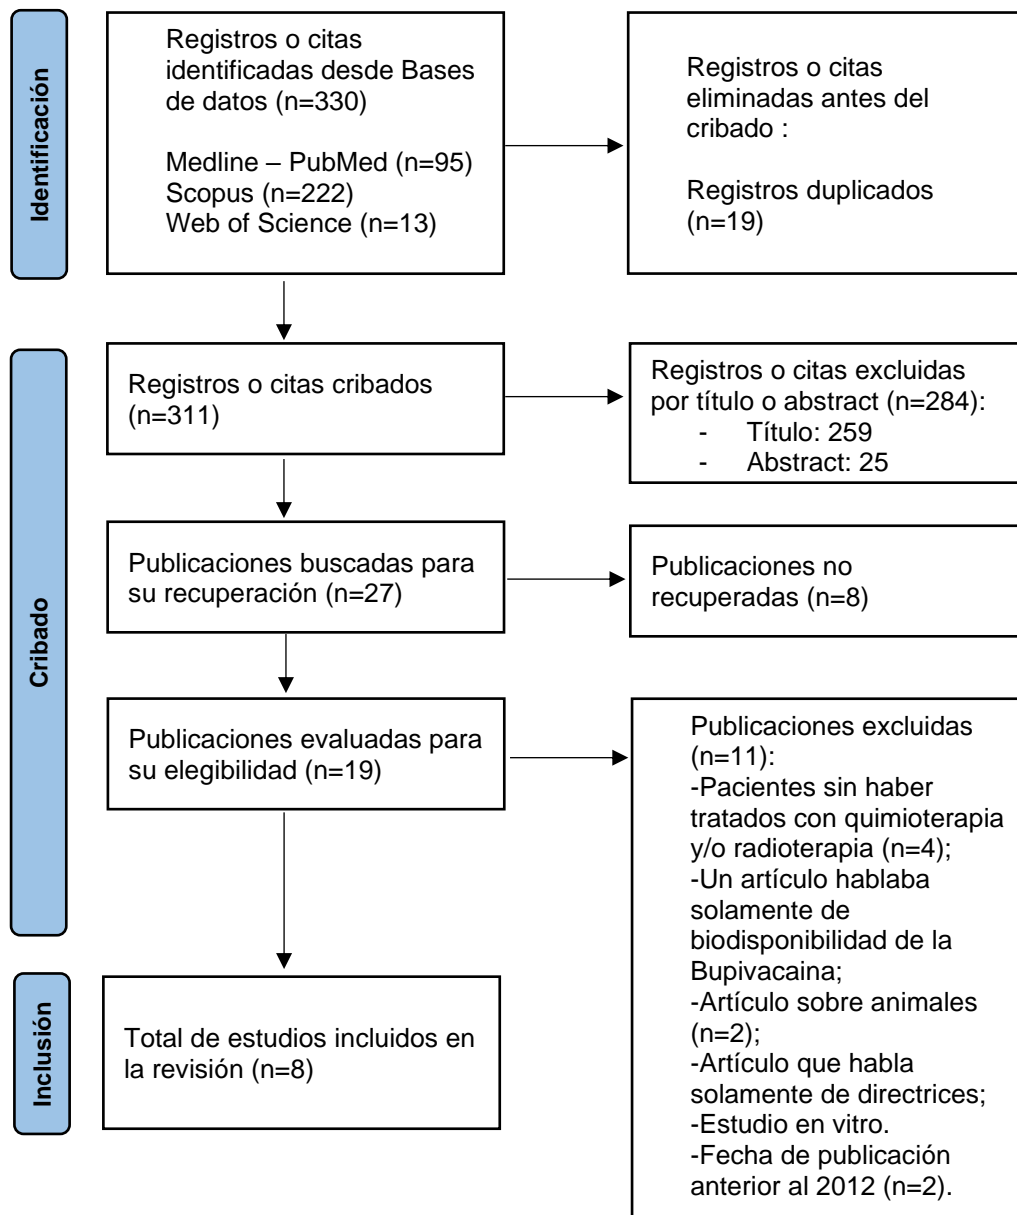 Identificación
Registros o citas
identificadas desde Bases
de datos (n=330)
Medline – PubMed (n=95)
Scopus (n=222)
Web of Science (n=13)
Registros o citas
eliminadas antes del
cribado :
Registros duplicados
(n=19)
Cribado
Registros o citas cribados
(n=311)
Registros o citas excluidas
por título o abstract (n=284):
- Título: 259
- Abstract: 25
Publicaciones buscadas para
su recuperación (n=27)
Publicaciones no
recuperadas (n=8)
Publicaciones evaluadas para
su elegibilidad (n=19)
Publicaciones excluidas
(n=11):
-Pacientes sin haber
tratados con quimioterapia
y/o radioterapia (n=4);
-Un artículo hablaba
solamente de
biodisponibilidad de la
Bupivacaina;
-Artículo sobre animales
(n=2);
-Artículo que habla
solamente de directrices;
-Estudio en vitro.
-Fecha de publicación
anterior al 2012 (n=2).
Inclusión
Total de estudios incluidos en
la revisión (n=8)